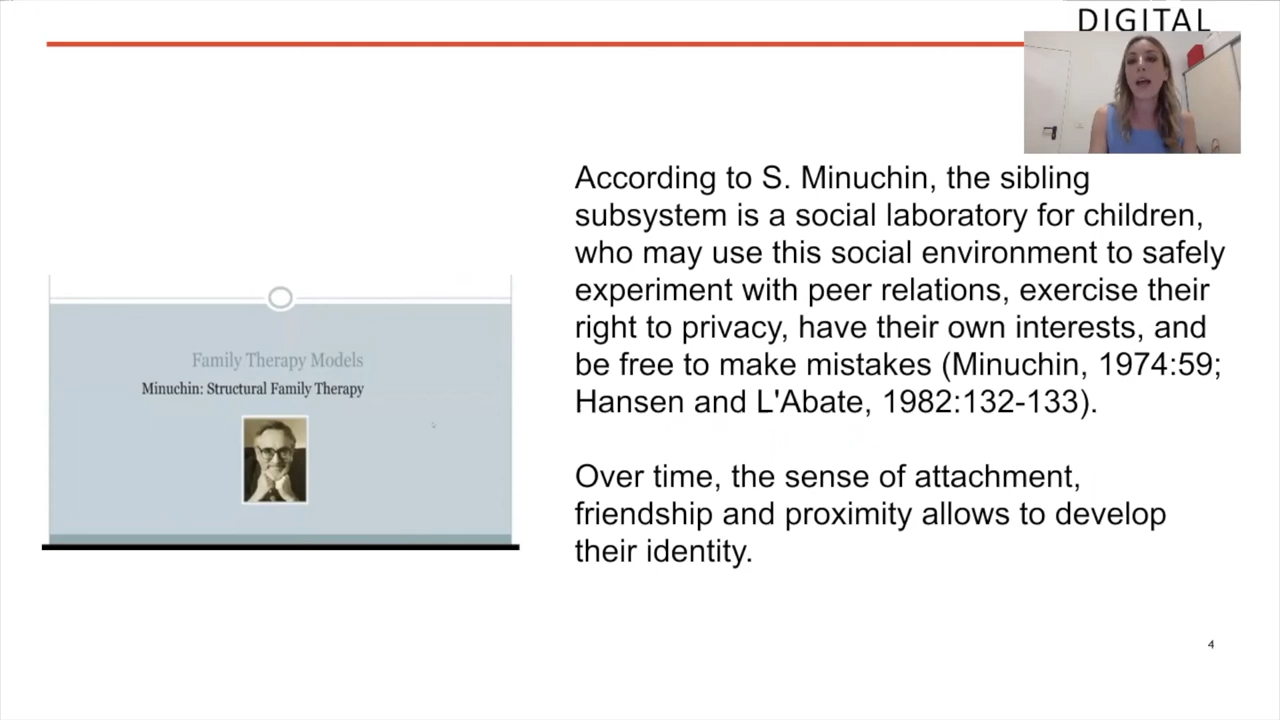 DIGITAL
According to S. Minuchin, the sibling
subsystem is a social laboratory for children,
who may use this social environment to safely
experiment with peer relations, exercise their
right to privacy, have their own interests, and
be free to make mistakes (Minuchin, 1974:59;
Hansen and L'Abate, 1982:132-133).
Over time, the sense of attachment,
friendship and proximity allows to develop
their identity.
Family Therapy Models
Minuchin: Structural Family Therapy
4